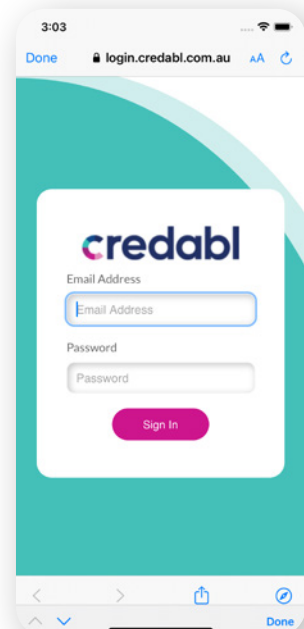 3:03
Done login.credabl.com.au AA
credabl
Email Address
Email Address
Password
Password
Sign In
Done